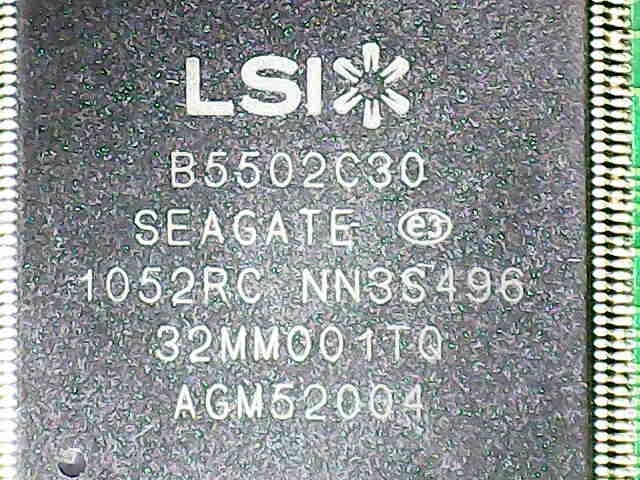 LSI
B5502C30
SEAGATE e3
1052RC NN3S496
32MM001TQ
AGM52004